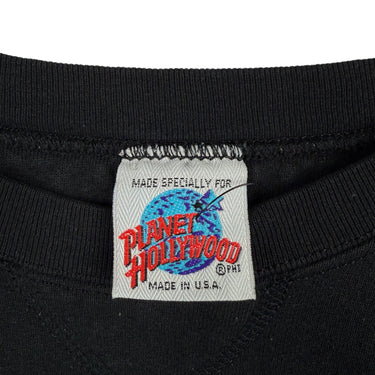 MADE SPECIALLY FOR
PLANET
HOLLYWOOD
® PHI
MADE IN U.S.A.